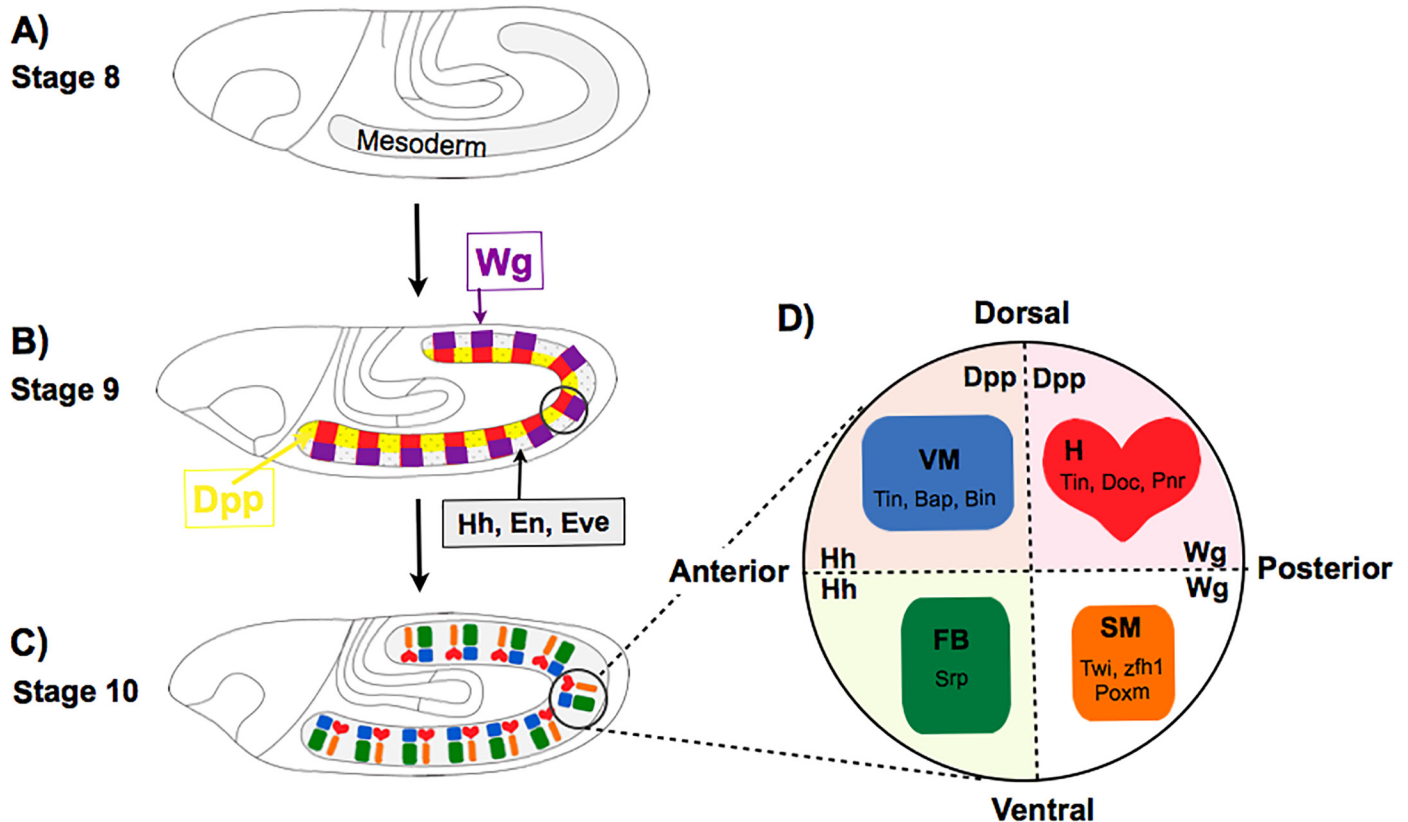 A)
Stage 8
Mesoderm
Wg
B)
Stage 9
Dpp
Hh, En, Eve
C)
Stage 10
D)
Dorsal
Dpp Dpp
VM
Tin, Bap, Bin
H
Tin, Doc, Pnr
Anterior
Hh
Wg
Posterior
Hh
Wg
FB
Srp
SM
Twi, zfh1
Poxm
Ventral